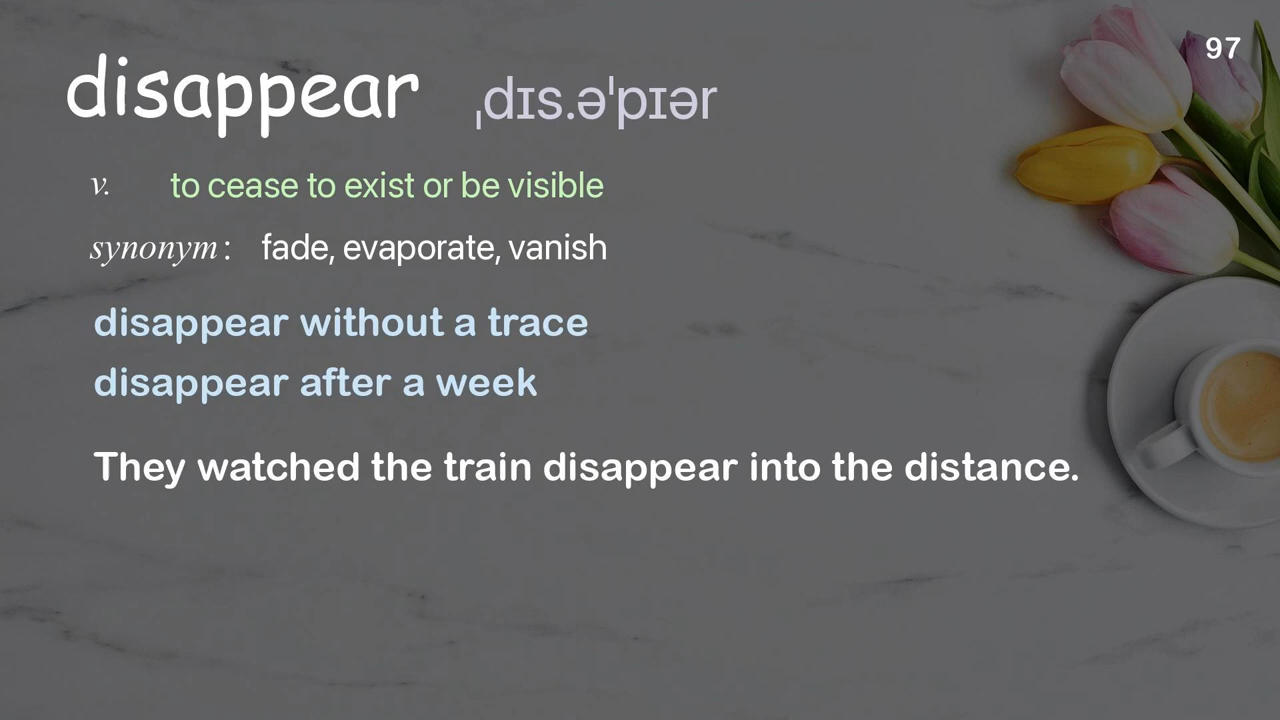 97
disappear ˌdɪs.əˈpɪər
v. to cease to exist or be visible
synonym: fade, evaporate, vanish
disappear without a trace
disappear after a week
They watched the train disappear into the distance.